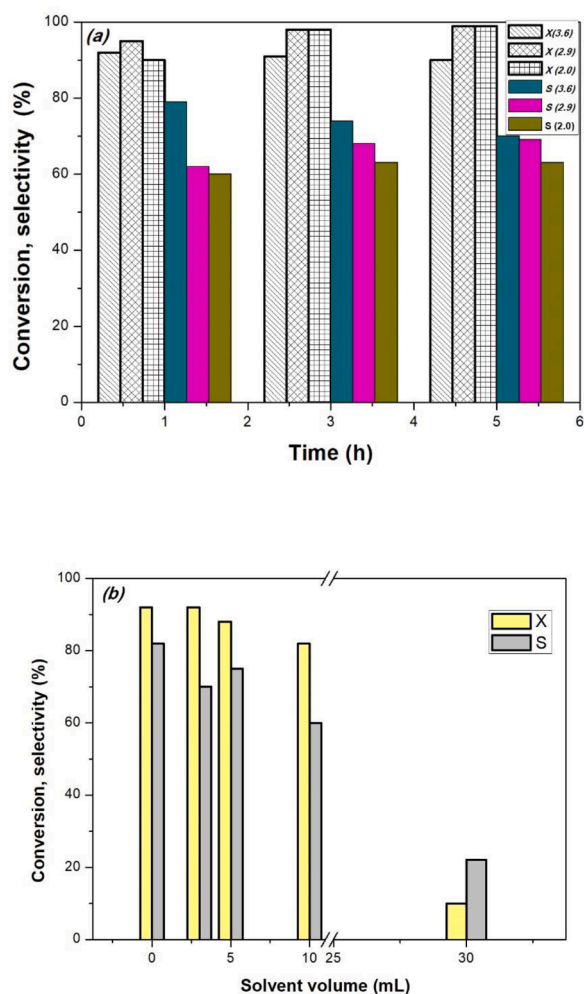 (a)
X(3.6)
X (2.9)
X (2.0)
S (3.6)
S (2.9)
S (2.0)
Conversion, selectivity (%)
100
80
60
40
20
0
0 1 2 3 4 5 6
Time (h)
(b)
X
S
Conversion, selectivity (%)
100
80
60
40
20
0
0 5 10 25 30
Solvent volume (mL)